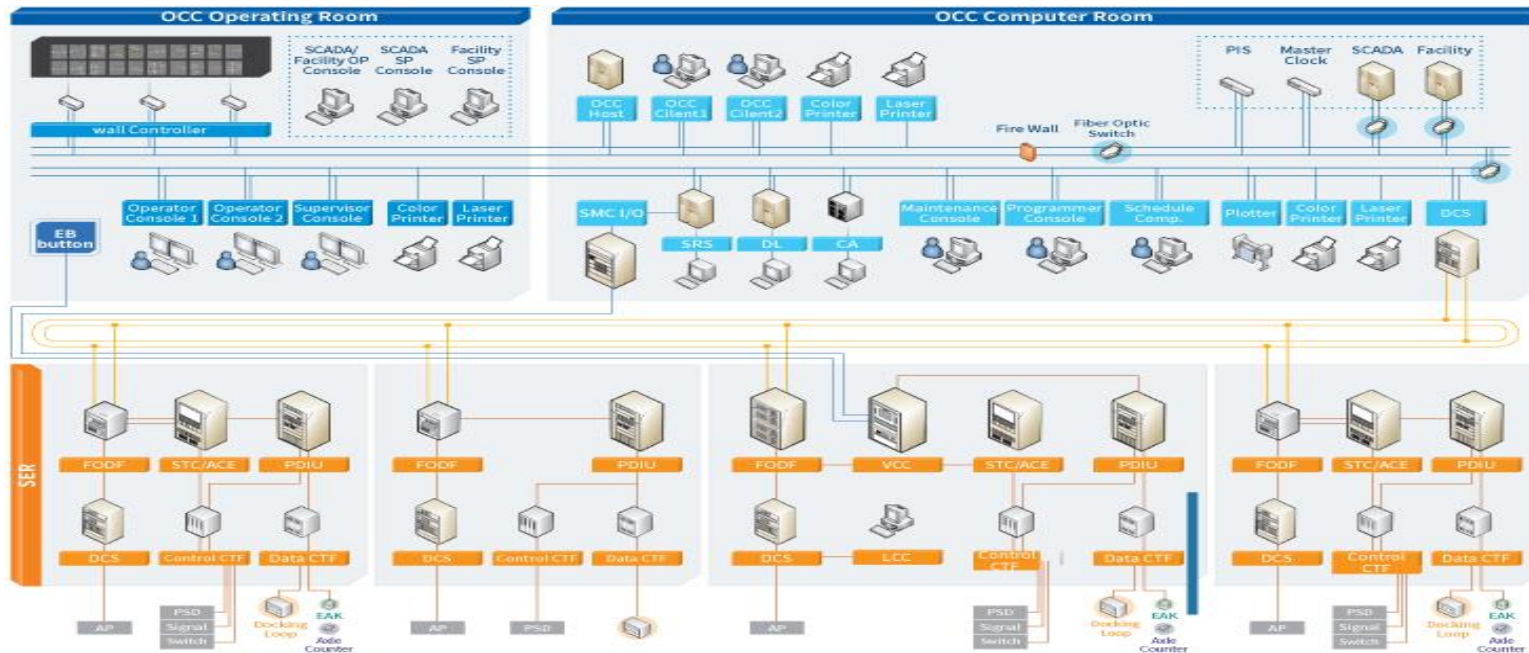 OCC Operating Room
OCC Computer Room
SCADA/
Facility OP
Console
SCADA
SP
Console
Facility
SP
Console
wall Controller
OCC
Host
OCC
Cilent1
OCC
Cilent2
Color
Printer
Laser
Printer
PIS
Master
Clock
SCADA
Facility
Fire Wall
Fiber Optic
Switch
EB
button
Operator
Console 1
Operator
Console 2
Supervisor
Console
Color
Printer
Laser
Printer
SMC I/O
SRS
DL
CA
Maintenance
Console
Programmer
Console
Schedule
Comp.
Plotter
Color
Printer
Laser
Printer
DCS
SER
FODF
STC/ACE
PDIU
DCS
Control CTF
Data CTF
AP
PSD
Signal
Switch
Docking
Loop
EAK
Axle
Counter
FODF
PDIU
DCS
Control CTF
Data CTF
AP
PSD
FODF
VCC
STC/ACE
PDIU
DCS
LCC
Control
CTF
Data CTF
AP
PSD
Signal
Switch
Docking
Loop
EAK
Axle
Counter
FODF
STC/ACE
PDIU
DCS
Control
CTF
Data CTF
AP
PSD
Signal
Switch
Docking
Loop
EAK
Axle
Counter